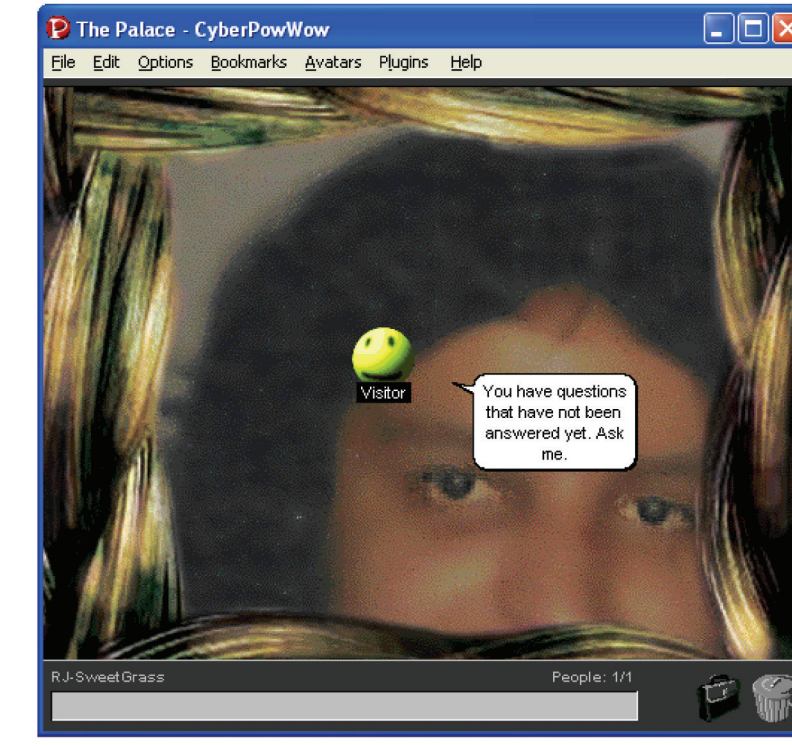 The Palace - CyberPowWow
File Edit Options Bookmarks Avatars Plugins Help
Visitor
You have questions
that have not been
answered yet. Ask
me.
RJ-SweetGrass People: 1/1